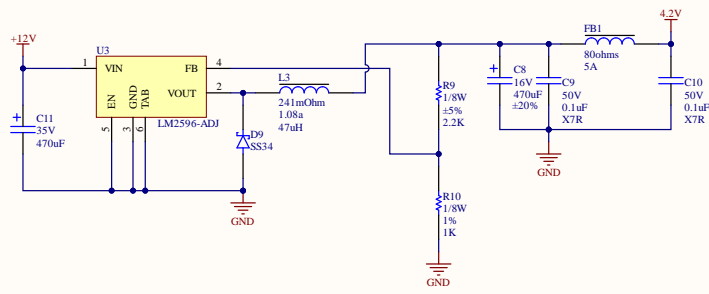 +12V
C11
35V
470uF
U3
1
VIN
FB
4
VOUT
2
EN
GND
TAB
5
3
6
LM2596-ADJ
D9
SS34
GND
L3
241mOhm
1.08a
47uH
R9
1/8W
±5%
2.2K
R10
1/8W
1%
1K
GND
C8
16V
470uF
±20%
C9
50V
0.1uF
X7R
GND
FB1
80ohms
5A
4.2V
C10
50V
0.1uF
X7R